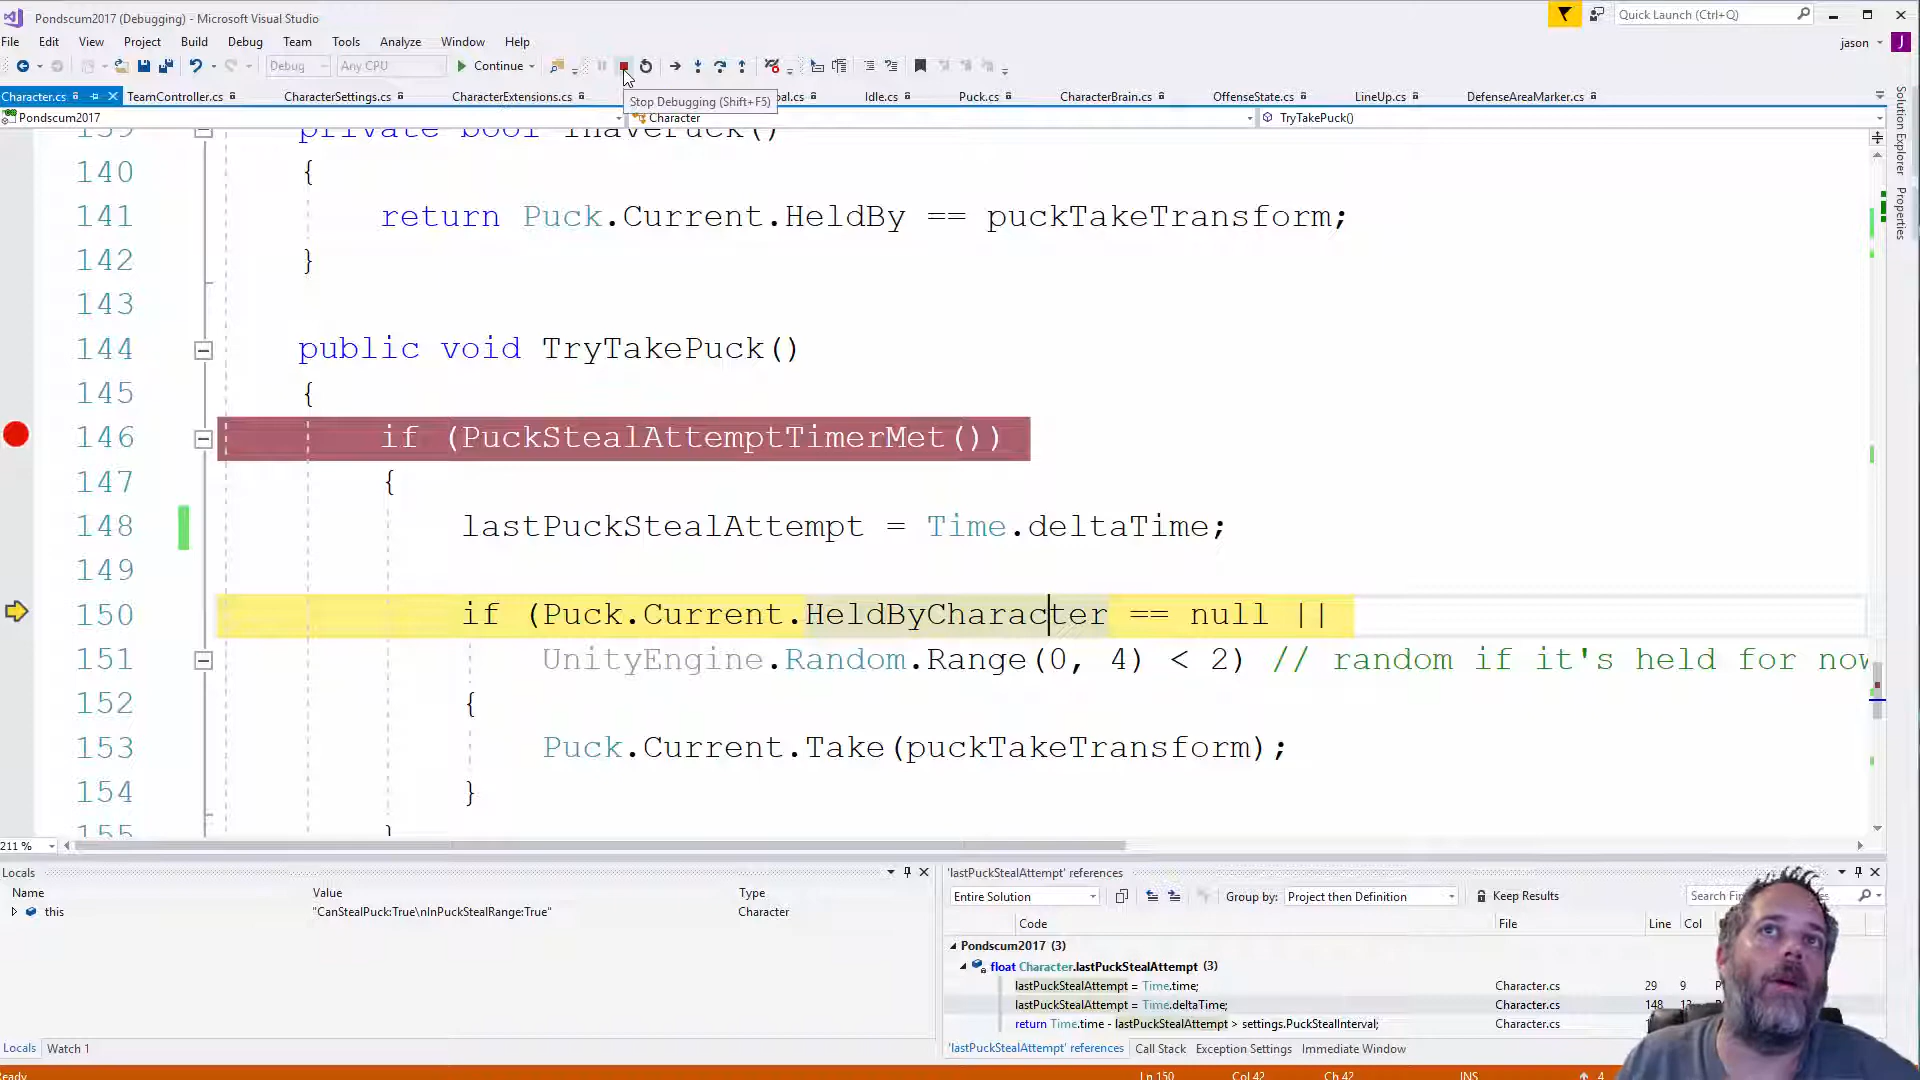 Pondscum2017 (Debugging) - Microsoft Visual Studio
Quick Launch (Ctrl+Q)
File Edit View Project Build Debug Team Tools Analyze Window Help
jason J
Debug Any CPU Continue
Character.cs TeamController.cs CharacterSettings.cs CharacterExtensions.cs Idle.cs Puck.cs CharacterBrain.cs OffenseState.cs LineUp.cs DefenseAreaMarker.cs
Stop Debugging (Shift+F5)
Pondscum2017 Character TryTakePuck()
Solution Explorer
Properties
140 {
141 return Puck.Current.HeldBy == puckTakeTransform;
142 }
143
144 public void TryTakePuck()
145 {
146 if (PuckStealAttemptTimerMet())
147 {
148 lastPuckStealAttempt = Time.deltaTime;
149
150 if (Puck.Current.HeldByCharacter == null ||
151 UnityEngine.Random.Range(0, 4) < 2) // random if it's held for now
152 {
153 Puck.Current.Take(puckTakeTransform);
154 }
155 }
211 %
Locals
Name Value Type
this "CanStealPuck:True\nInPuckStealRange:True" Character
Locals Watch 1
'lastPuckStealAttempt' references
Entire Solution Group by: Project then Definition Keep Results
Code File Line Col
Pondscum2017 (3)
float Character.lastPuckStealAttempt (3)
lastPuckStealAttempt = Time.time; Character.cs 29 9
lastPuckStealAttempt = Time.deltaTime; Character.cs 148 13
return Time.time - lastPuckStealAttempt > settings.PuckStealInterval; Character.cs
'lastPuckStealAttempt' references Call Stack Exception Settings Immediate Window
Ready Ln 150 Col 42 Ch 42 INS 4